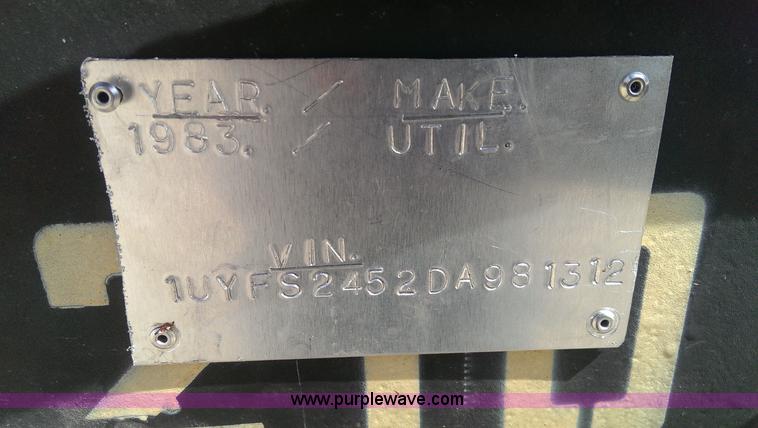 YEAR. / MAKE.
1983. / UTIL.
VIN.
1UYFS2452DA981312
www.purplewave.com